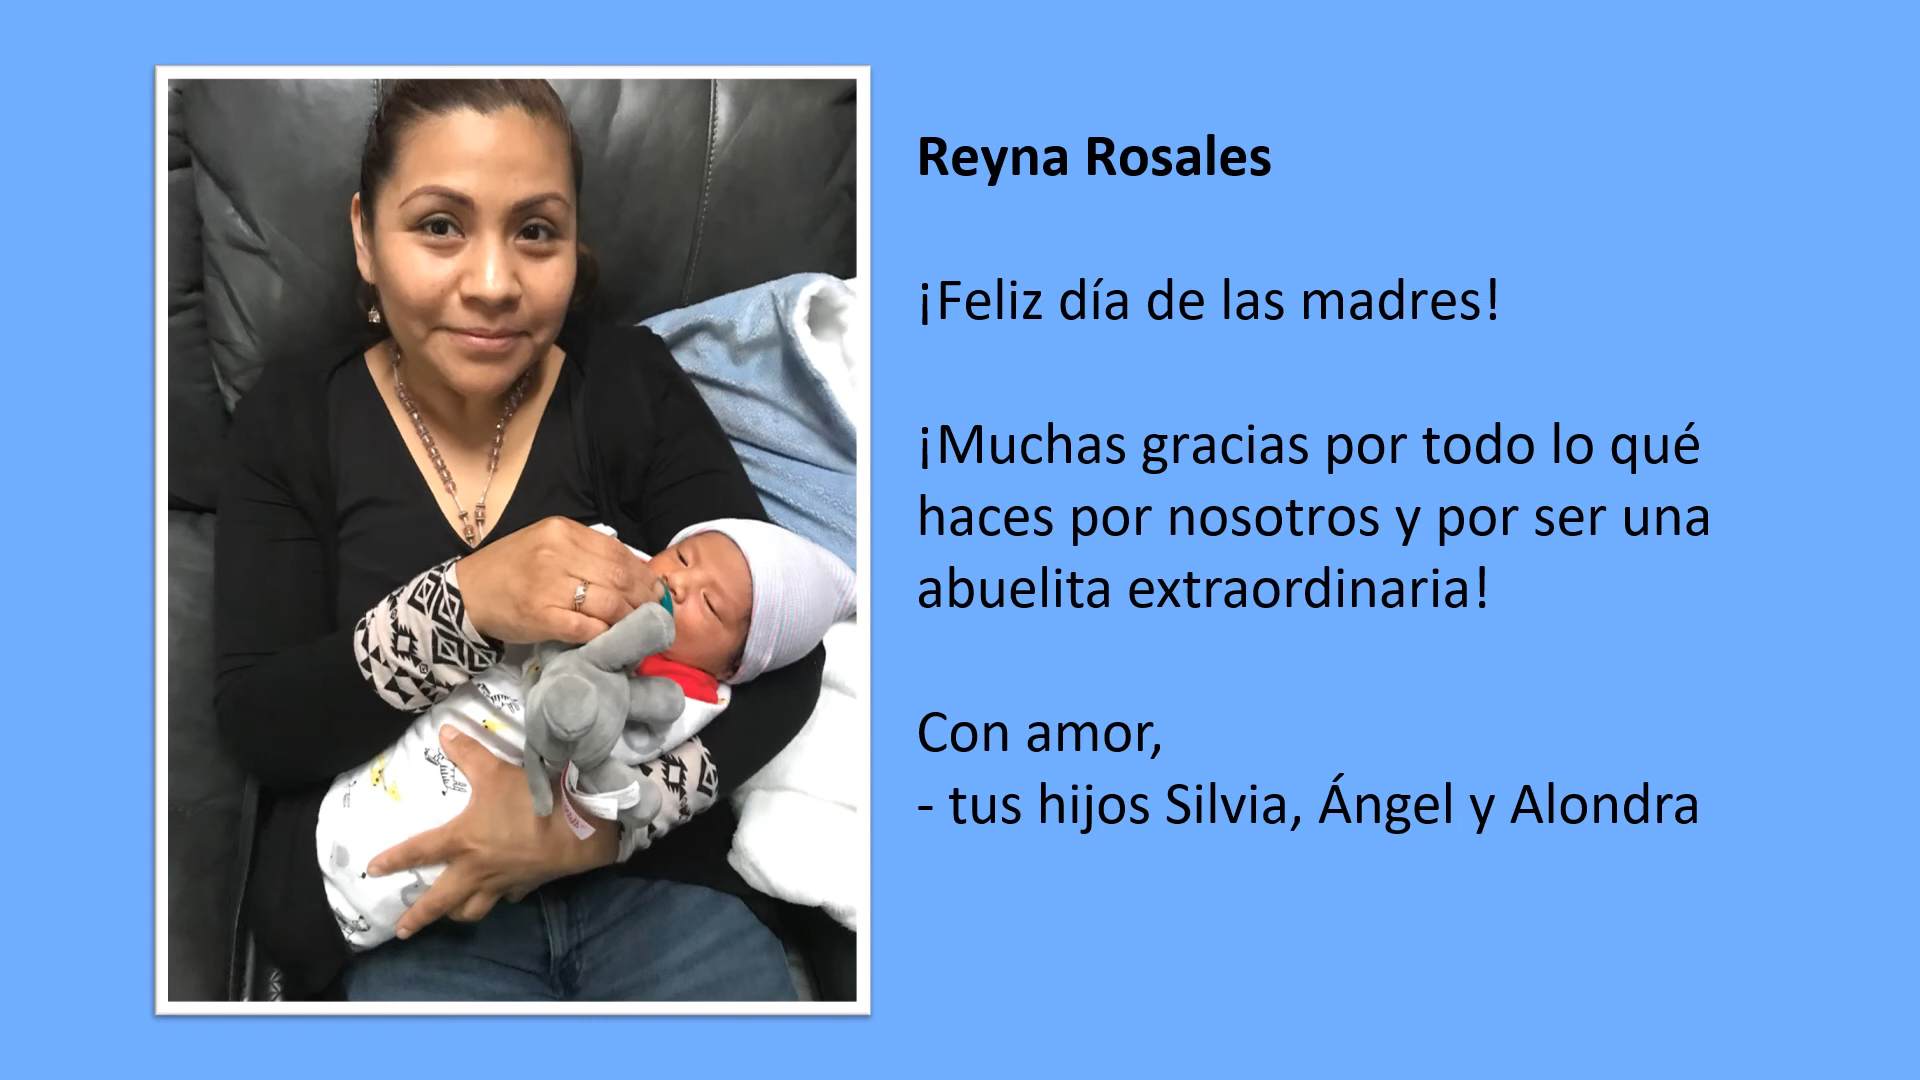 Reyna Rosales
¡Feliz día de las madres!
¡Muchas gracias por todo lo qué
haces por nosotros y por ser una
abuelita extraordinaria!
Con amor,
- tus hijos Silvia, Ángel y Alondra